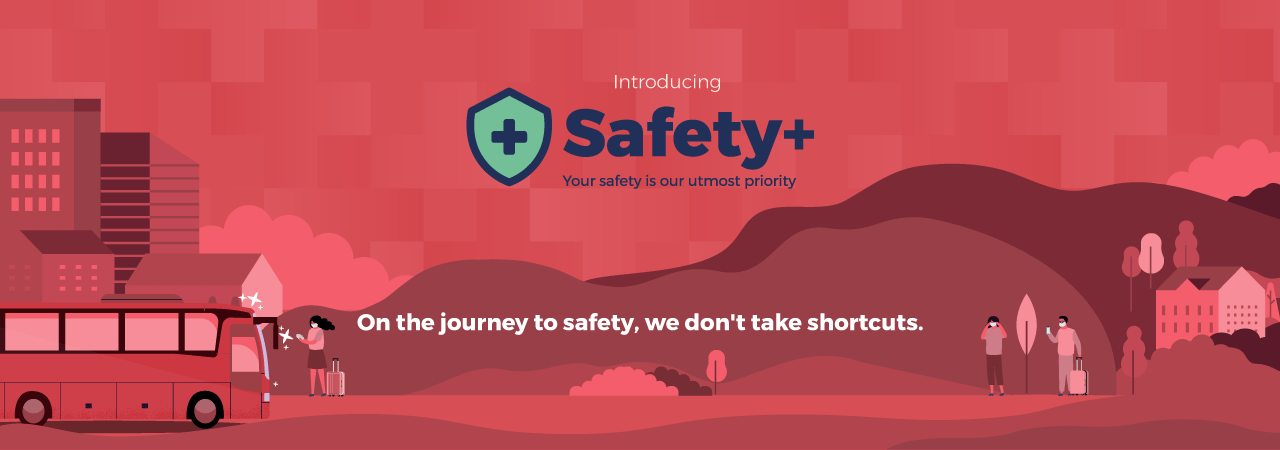 Introducing
Safety+
Your safety is our utmost priority
On the journey to safety, we don't take shortcuts.